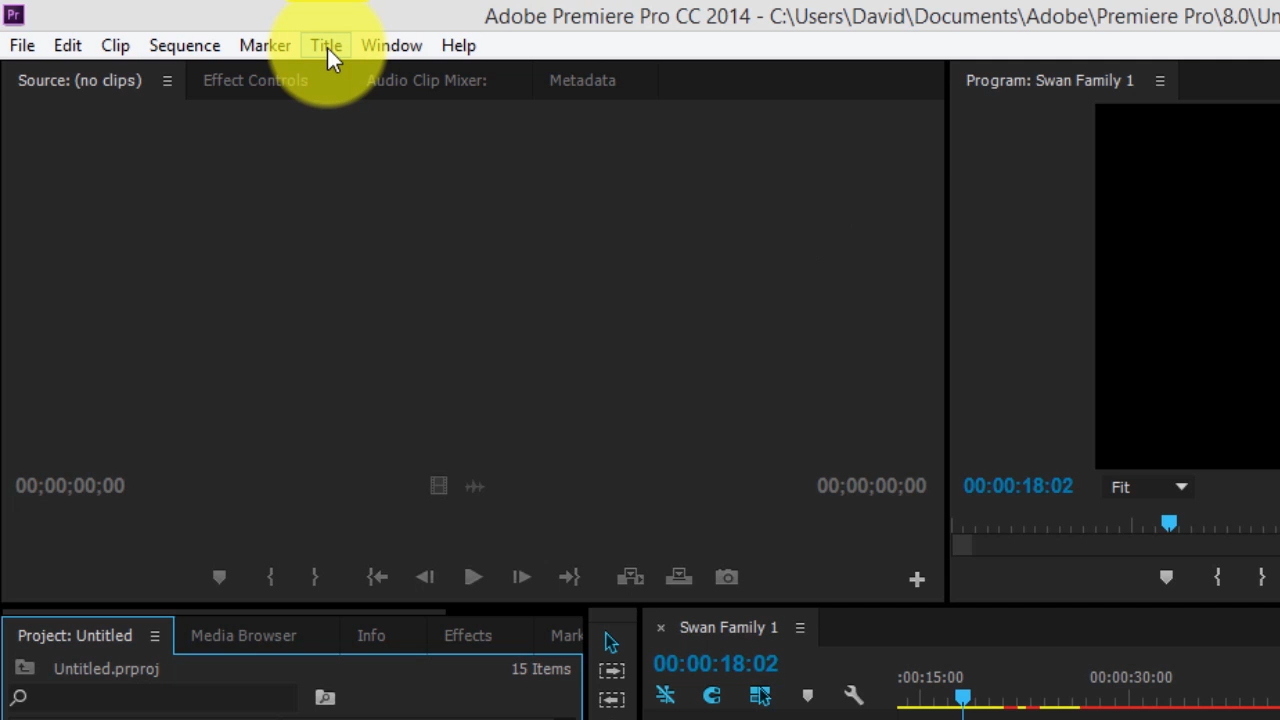 Pr
Adobe Premiere Pro CC 2014 - C:\Users\David\Documents\Adobe\Premiere Pro\8.0\Un
File Edit Clip Sequence Marker Title Window Help
Source: (no clips) Effect Controls Audio Clip Mixer: Metadata
Program: Swan Family 1
00;00;00;00
00;00;00;00
00:00:18:02 Fit
Project: Untitled Media Browser Info Effects Mark
Untitled.prproj 15 Items
× Swan Family 1
00:00:18:02
:00:15:00 00:00:30:00